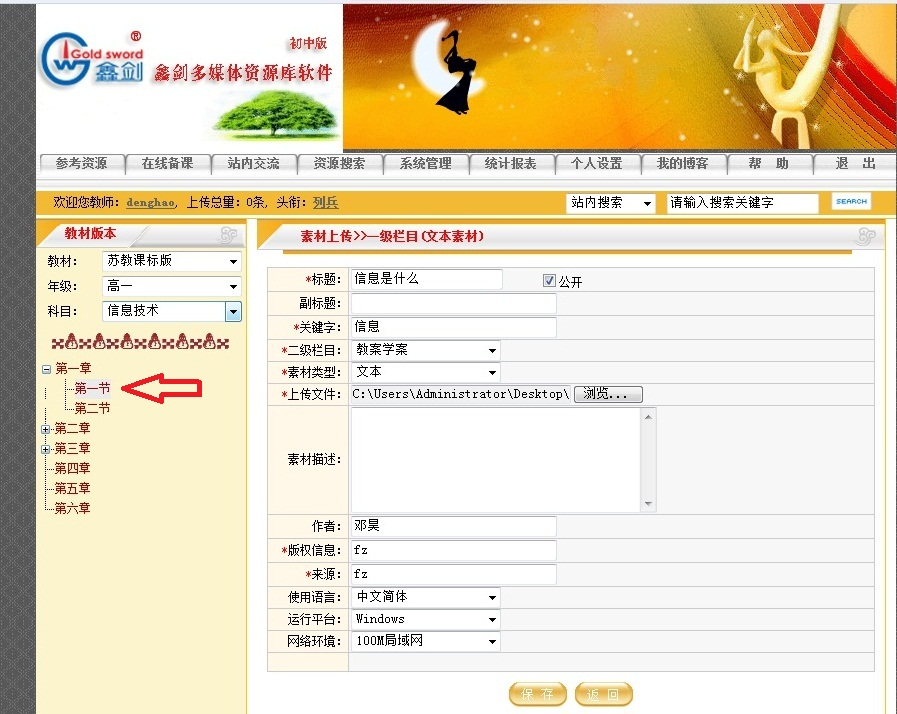 ®
Gold sword
鑫剑
初中版
鑫剑多媒体资源库软件
参考资源 在线备课 站内交流 资源搜索 系统管理 统计报表 个人设置 我的博客 帮 助 退 出
欢迎您教师: denghao, 上传总量: 0条, 头衔: 列兵 站内搜索 请输入搜索关键字 SEARCH
教材版本
教材: 苏教课标版
年级: 高一
科目: 信息技术
第一章
第一节
第二节
第二章
第三章
第四章
第五章
第六章
素材上传>>一级栏目(文本素材)
*标题: 信息是什么 公开
副标题:
*关键字: 信息
*二级栏目: 教案学案
*素材类型: 文本
*上传文件: C:\Users\Administrator\Desktop\ 浏览...
素材描述:
作者: 邓昊
*版权信息: fz
*来源: fz
使用语言: 中文简体
运行平台: Windows
网络环境: 100M局域网
保 存 返 回